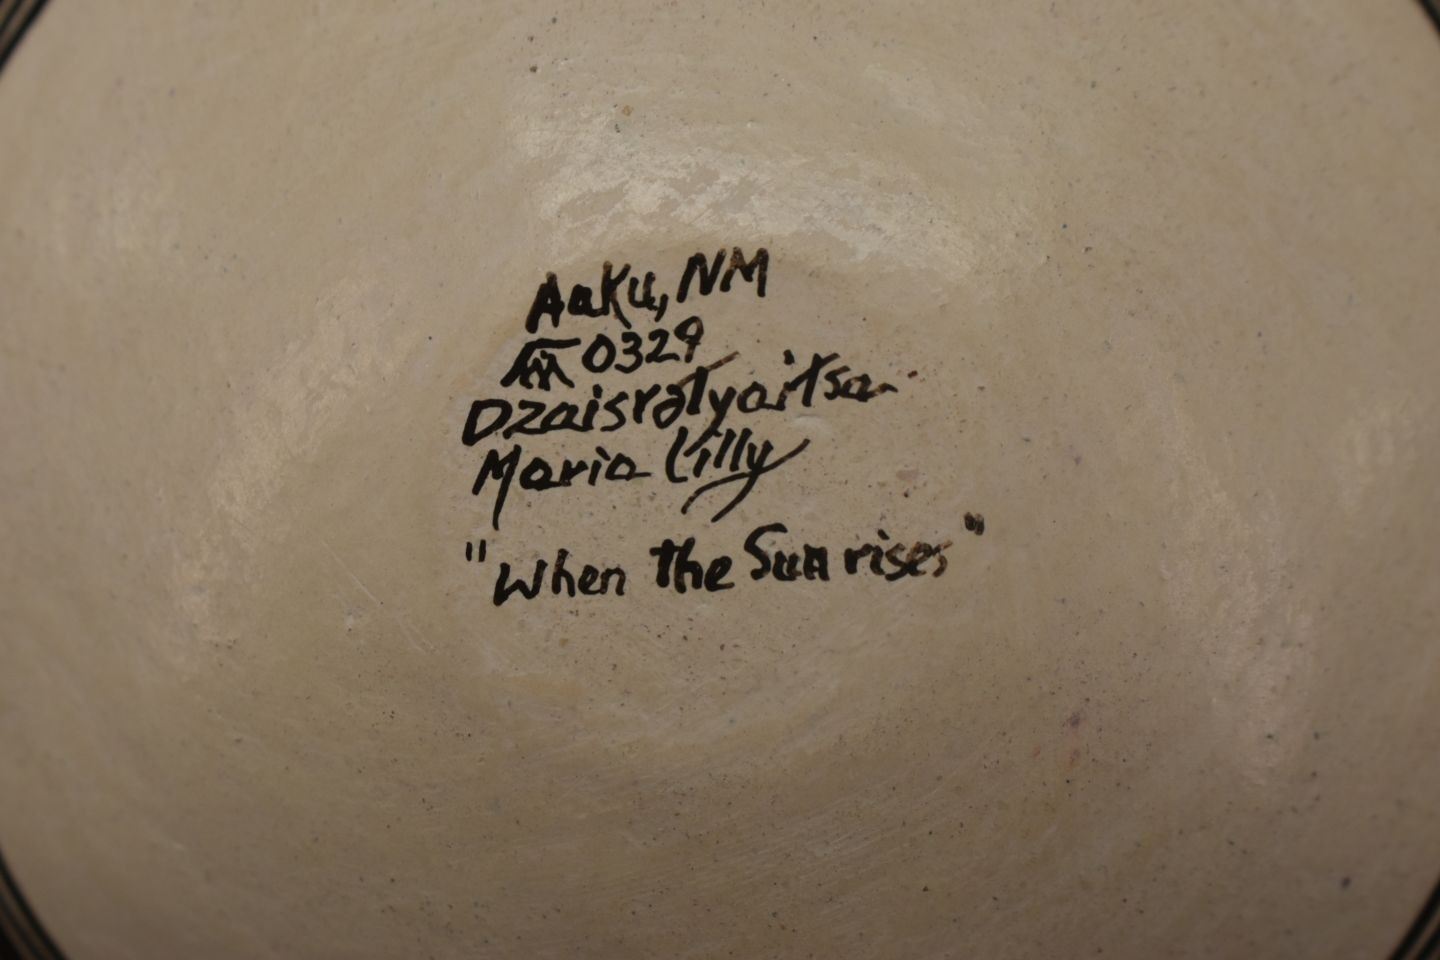 Aaku, NM
0329
Dzaisratyaitsa
Maria Lilly
"When the Sun rises"